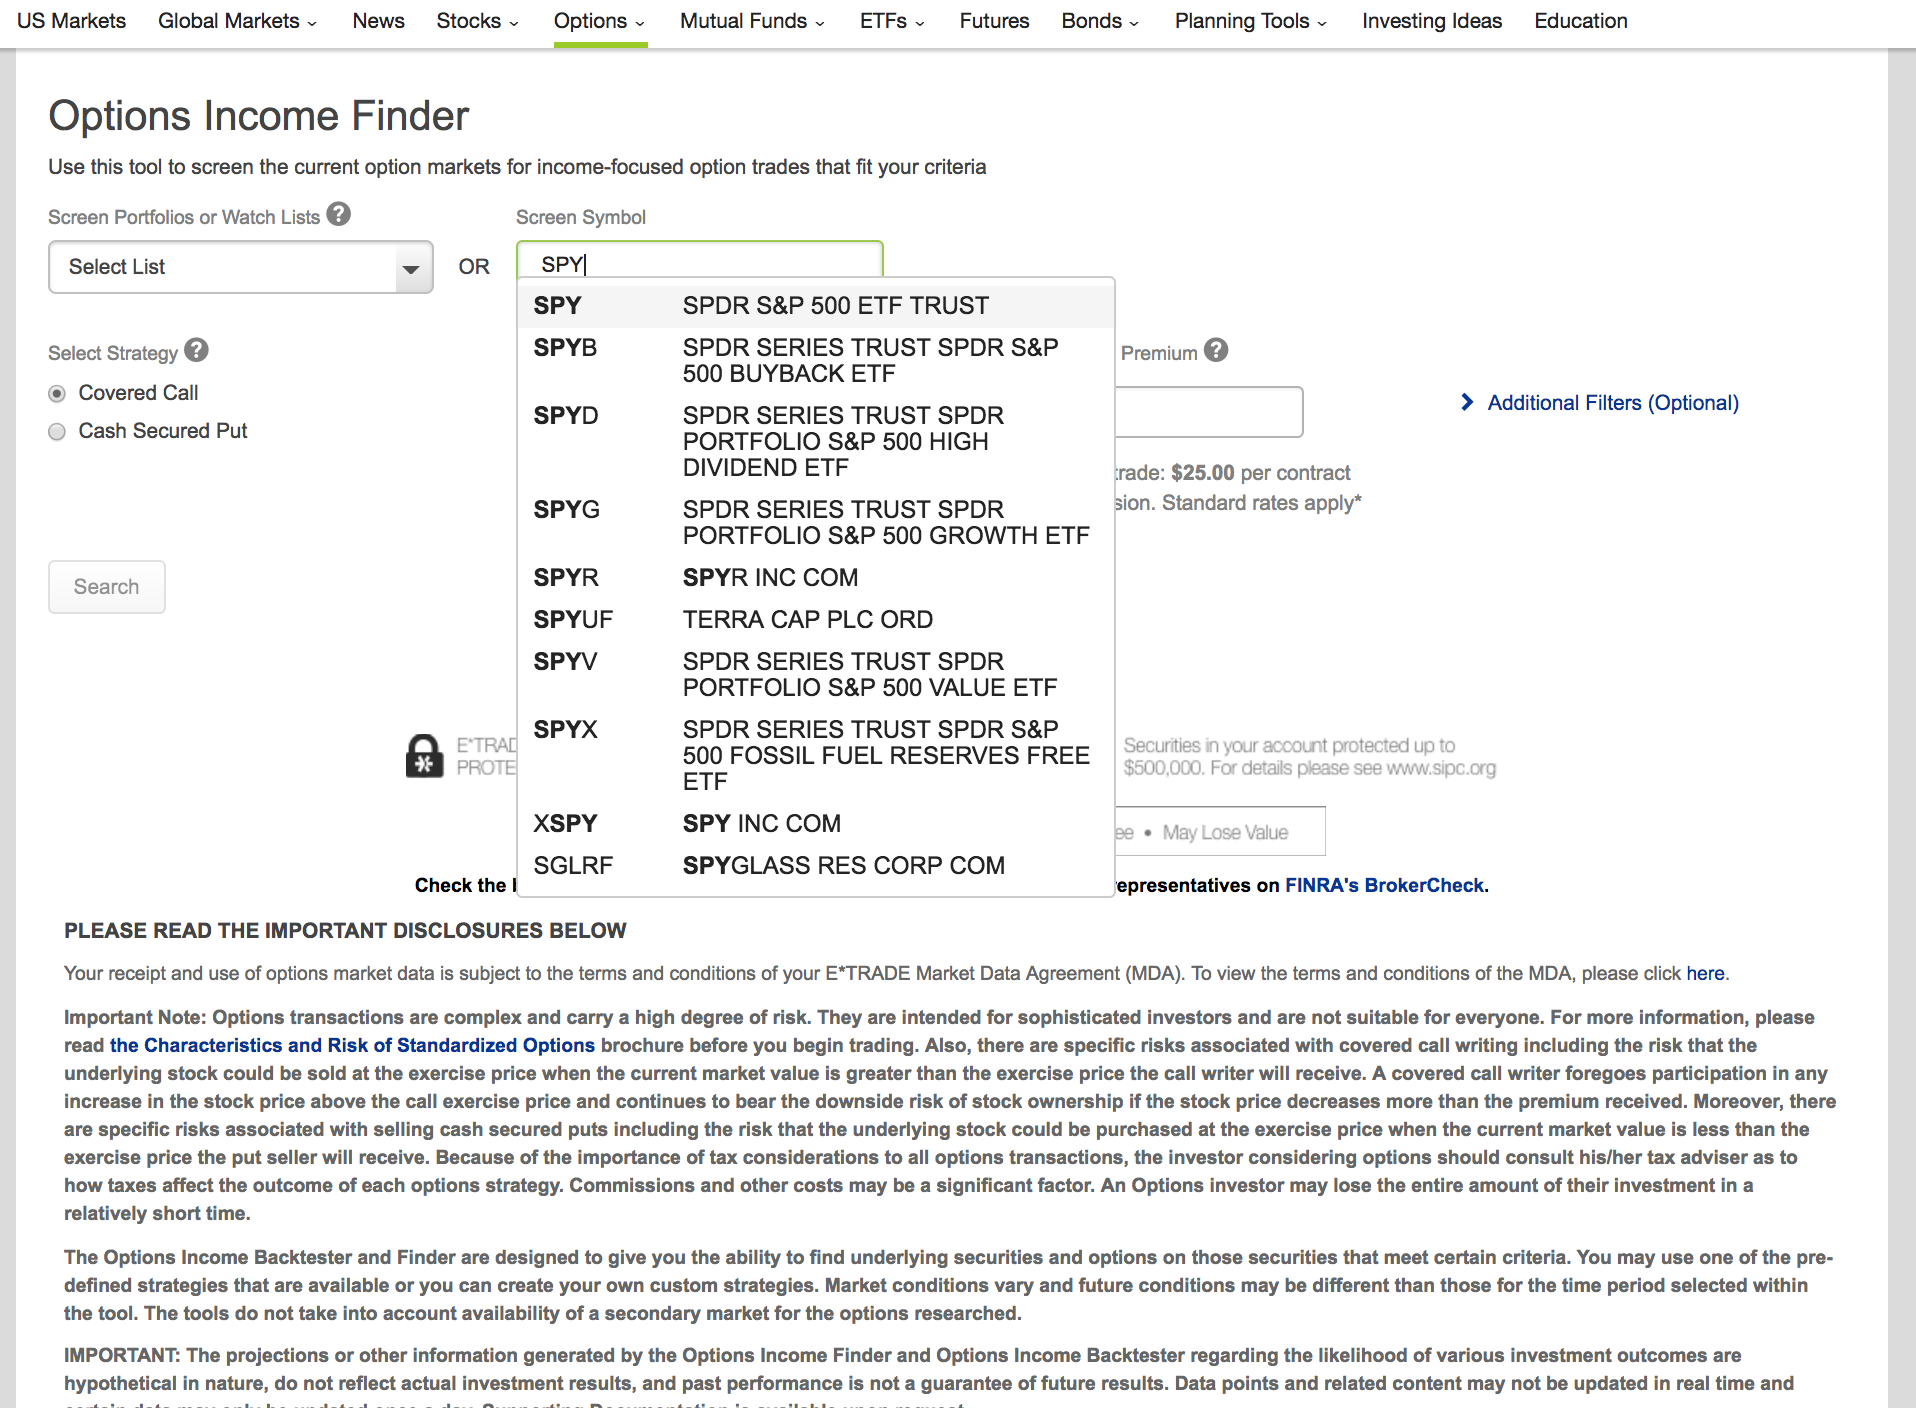 US Markets Global Markets News Stocks Options Mutual Funds ETFs Futures Bonds Planning Tools Investing Ideas Education
Options Income Finder
Use this tool to screen the current option markets for income-focused option trades that fit your criteria
Screen Portfolios or Watch Lists ? Screen Symbol
Select List OR SPY
SPY SPDR S&P 500 ETF TRUST
SPYB SPDR SERIES TRUST SPDR S&P
500 BUYBACK ETF
SPYD SPDR SERIES TRUST SPDR
PORTFOLIO S&P 500 HIGH
DIVIDEND ETF
SPYG SPDR SERIES TRUST SPDR
PORTFOLIO S&P 500 GROWTH ETF
SPYR SPYR INC COM
SPYUF TERRA CAP PLC ORD
SPYV SPDR SERIES TRUST SPDR
PORTFOLIO S&P 500 VALUE ETF
SPYX SPDR SERIES TRUST SPDR S&P
500 FOSSIL FUEL RESERVES FREE
ETF
XSPY SPY INC COM
SGLRF SPYGLASS RES CORP COM
Select Strategy ?
Covered Call
Cash Secured Put
Premium ?
Additional Filters (Optional)
rade: $25.00 per contract
sion. Standard rates apply*
Search
E*TRAD
PROTE
Securities in your account protected up to
$500,000. For details please see www.sipc.org
ee • May Lose Value
Check the epresentatives on FINRA's BrokerCheck.
PLEASE READ THE IMPORTANT DISCLOSURES BELOW
Your receipt and use of options market data is subject to the terms and conditions of your E*TRADE Market Data Agreement (MDA). To view the terms and conditions of the MDA, please click here.
Important Note: Options transactions are complex and carry a high degree of risk. They are intended for sophisticated investors and are not suitable for everyone. For more information, please
read the Characteristics and Risk of Standardized Options brochure before you begin trading. Also, there are specific risks associated with covered call writing including the risk that the
underlying stock could be sold at the exercise price when the current market value is greater than the exercise price the call writer will receive. A covered call writer foregoes participation in any
increase in the stock price above the call exercise price and continues to bear the downside risk of stock ownership if the stock price decreases more than the premium received. Moreover, there
are specific risks associated with selling cash secured puts including the risk that the underlying stock could be purchased at the exercise price when the current market value is less than the
exercise price the put seller will receive. Because of the importance of tax considerations to all options transactions, the investor considering options should consult his/her tax adviser as to
how taxes affect the outcome of each options strategy. Commissions and other costs may be a significant factor. An Options investor may lose the entire amount of their investment in a
relatively short time.
The Options Income Backtester and Finder are designed to give you the ability to find underlying securities and options on those securities that meet certain criteria. You may use one of the pre-
defined strategies that are available or you can create your own custom strategies. Market conditions vary and future conditions may be different than those for the time period selected within
the tool. The tools do not take into account availability of a secondary market for the options researched.
IMPORTANT: The projections or other information generated by the Options Income Finder and Options Income Backtester regarding the likelihood of various investment outcomes are
hypothetical in nature, do not reflect actual investment results, and past performance is not a guarantee of future results. Data points and related content may not be updated in real time and